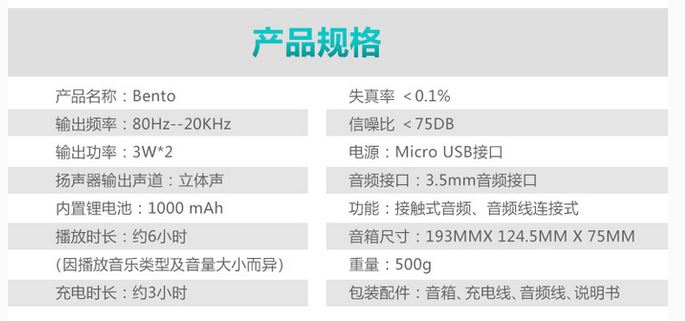 产品规格
产品名称：Bento
输出频率：80Hz--20KHz
输出功率：3W*2
扬声器输出声道：立体声
内置锂电池：1000 mAh
播放时长：约6小时
(因播放音乐类型及音量大小而异)
充电时长：约3小时
失真率 ＜0.1%
信噪比 ＜75DB
电源：Micro USB接口
音频接口：3.5mm音频接口
功能：接触式音频、音频线连接式
音箱尺寸：193MMX 124.5MM X 75MM
重量：500g
包装配件：音箱、充电线、音频线、说明书